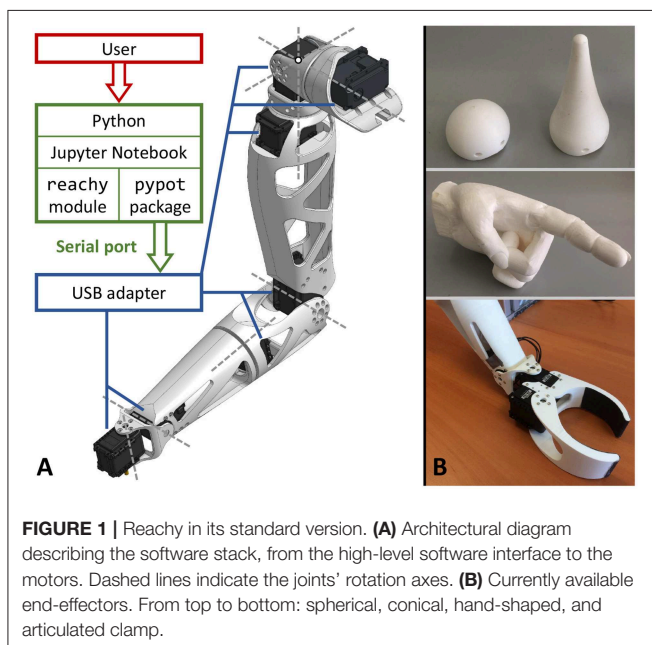 User
Python
Jupyter Notebook
reachy
module
pypot
package
Serial port
USB adapter
A
B
FIGURE 1 | Reachy in its standard version. (A) Architectural diagram
describing the software stack, from the high-level software interface to the
motors. Dashed lines indicate the joints' rotation axes. (B) Currently available
end-effectors. From top to bottom: spherical, conical, hand-shaped, and
articulated clamp.